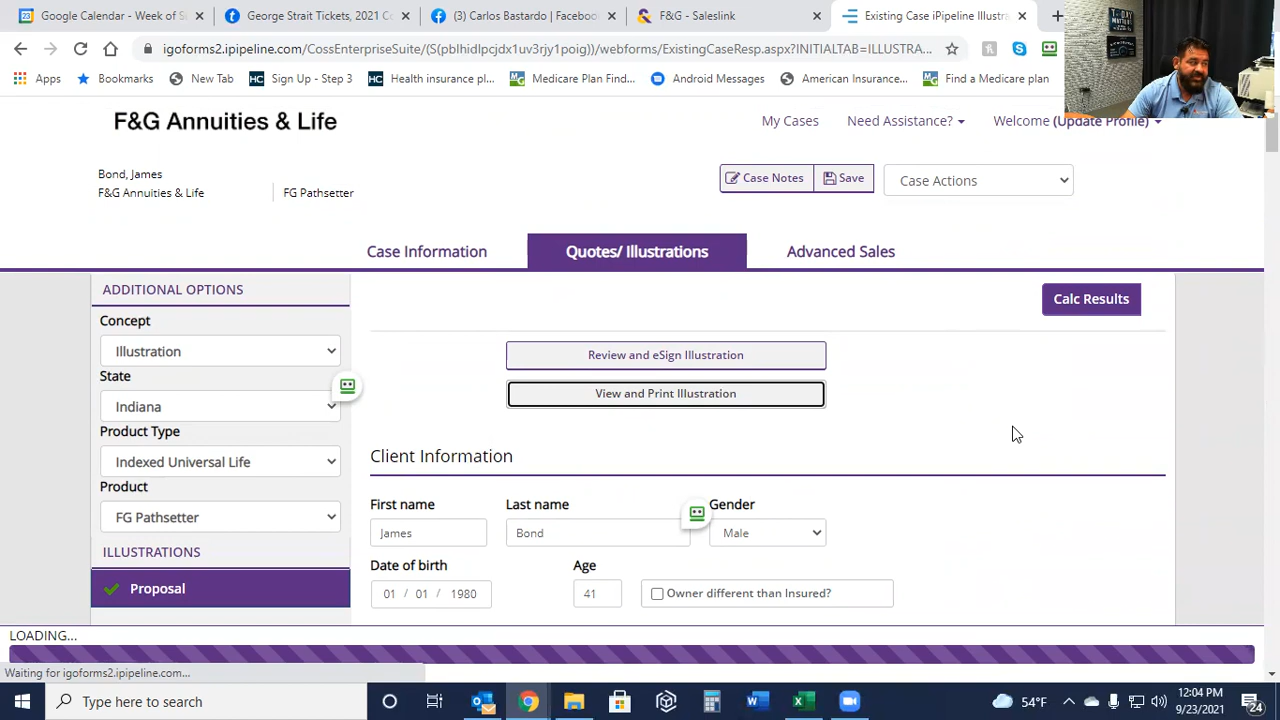 Google Calendar - Week of S
George Strait Tickets, 2021 C
Carlos Bastardo | Facebook
F&G - SalesL
Existing Case iPipeline Illustra
igoforms2.ipipeline.com/CossEnterpriseSuite/
/webforms/ExistingCaseResp.aspx?INITIALTAB=ILLUSTRA...
Apps
Bookmarks
New Tab
Sign Up - Step 3
Health insurance pl...
Medicare Plan Find...
Android Messages
American Insurance...
Find a Medicare plan
F&G Annuities & Life
My Cases
Need Assistance?
Welcome (Update Profile)
Bond, James
F&G Annuities & Life
FG Pathsetter
Case Notes
Save
Case Actions
Case Information
Quotes/ Illustrations
Advanced Sales
ADDITIONAL OPTIONS
Calc Results
Concept
Illustration
Review and eSign Illustration
State
View and Print Illustration
Indiana
Product Type
Indexed Universal Life
Client Information
Product
FG Pathsetter
First name
Last name
Gender
James
Bond
Male
ILLUSTRATIONS
Date of birth
Age
Proposal
01 / 01 / 1980
41
Owner different than Insured?
LOADING...
Waiting for igoforms2.ipipeline.com...
Type here to search
54°F
12:04 PM
9/23/2021
24